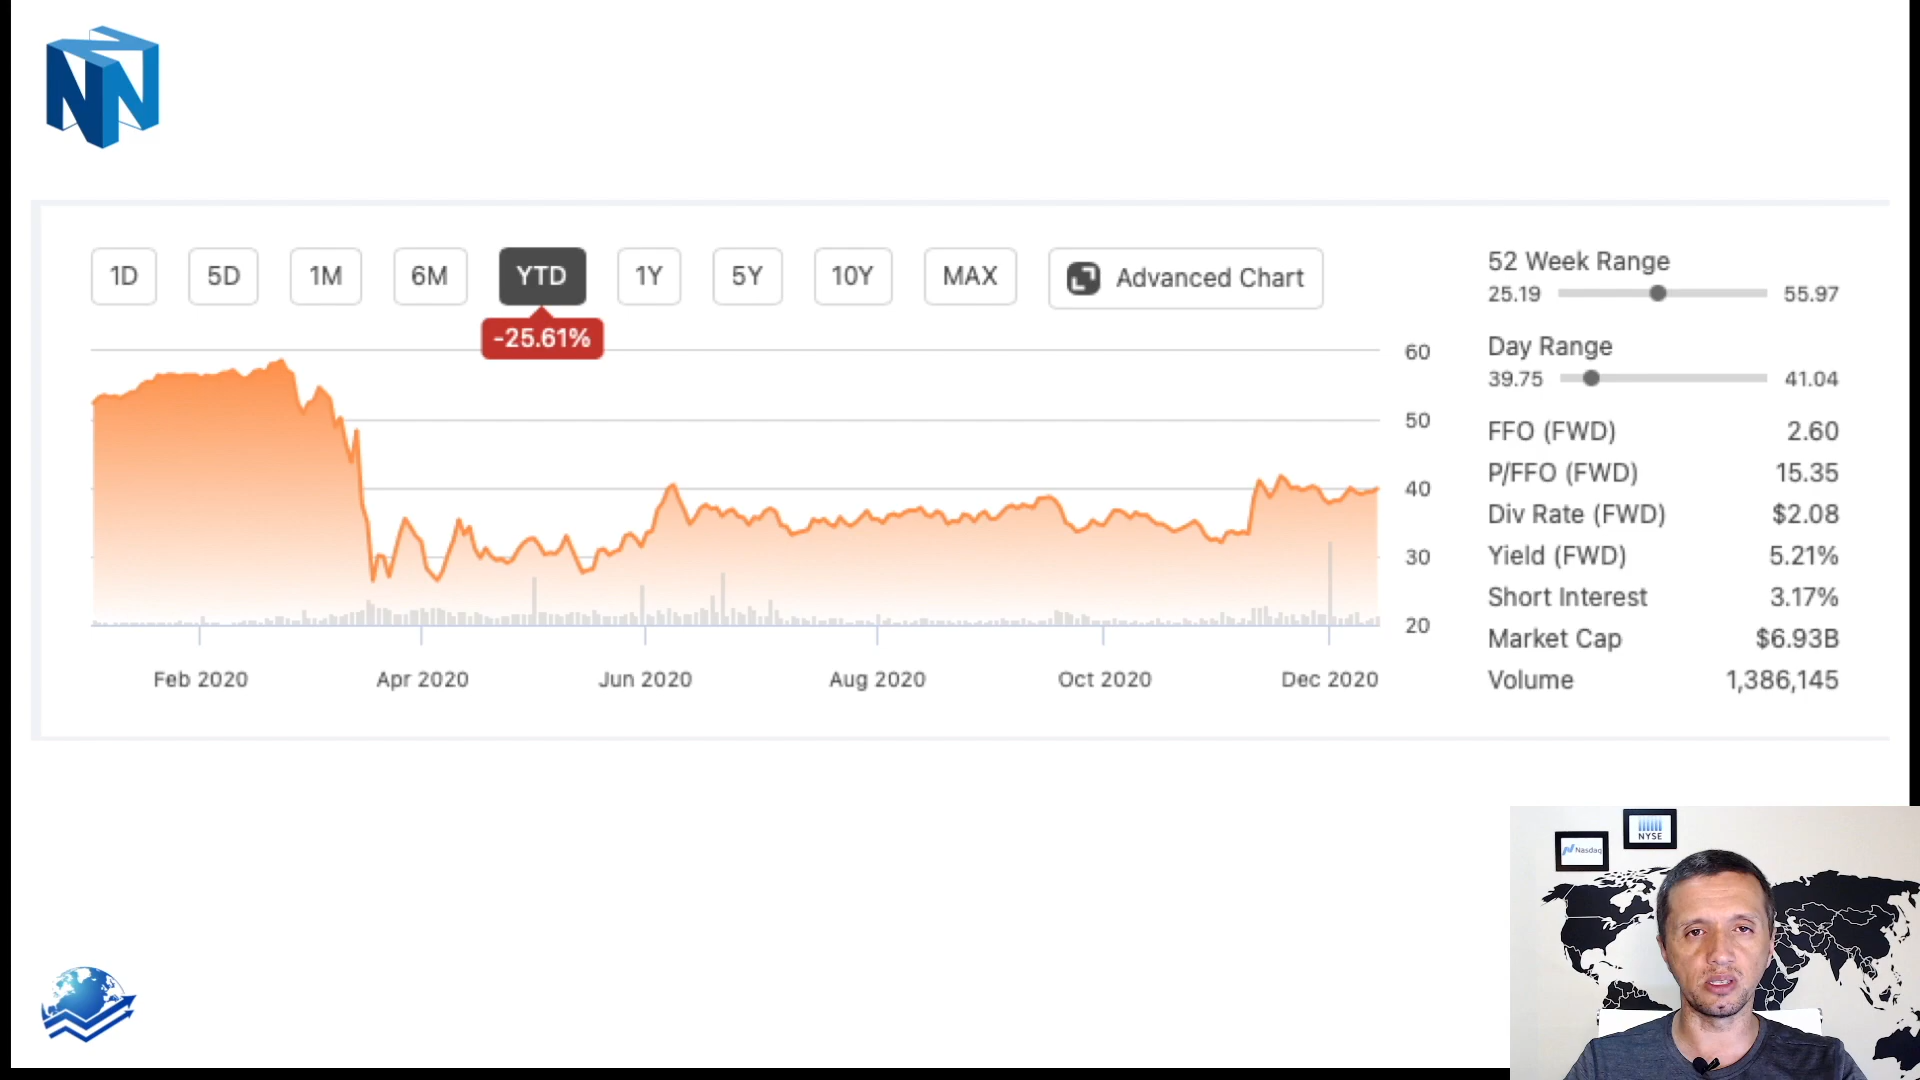 NN
1D 5D 1M 6M YTD 1Y 5Y 10Y MAX Advanced Chart
-25.61%
60
50
40
30
20
Feb 2020 Apr 2020 Jun 2020 Aug 2020 Oct 2020 Dec 2020
52 Week Range
25.19 55.97
Day Range
39.75 41.04
FFO (FWD) 2.60
P/FFO (FWD) 15.35
Div Rate (FWD) $2.08
Yield (FWD) 5.21%
Short Interest 3.17%
Market Cap $6.93B
Volume 1,386,145
NYSE
Nasdaq